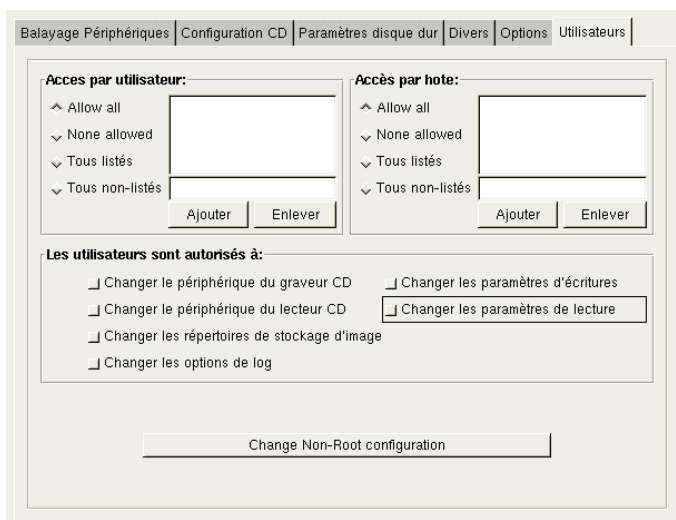 Balayage Périphériques Configuration CD Paramètres disque dur Divers Options Utilisateurs
Acces par utilisateur:
Allow all
None allowed
Tous listés
Tous non-listés
Ajouter Enlever
Accès par hote:
Allow all
None allowed
Tous listés
Tous non-listés
Ajouter Enlever
Les utilisateurs sont autorisés à:
Changer le périphérique du graveur CD Changer les paramètres d'écritures
Changer le périphérique du lecteur CD Changer les paramètres de lecture
Changer les répertoires de stockage d'image
Changer les options de log
Change Non-Root configuration